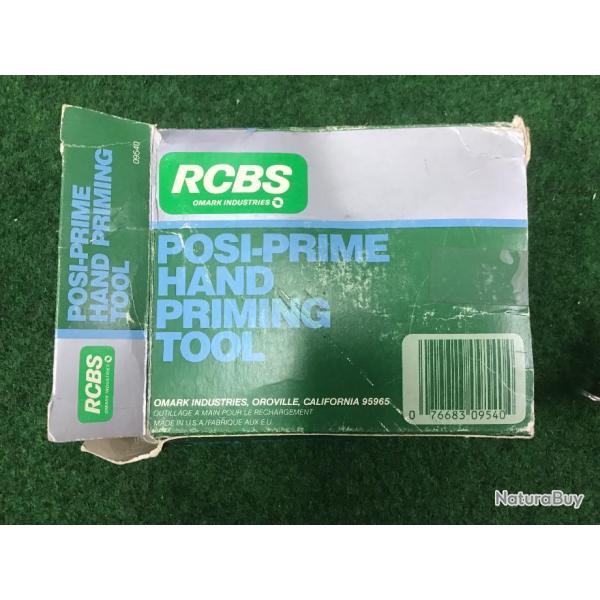 09540
POSI-PRIME
HAND PRIMING
TOOL
RCBS
OMARK INDUSTRIES
RCBS
OMARK INDUSTRIES
POSI-PRIME
HAND
PRIMING
TOOL
OMARK INDUSTRIES, OROVILLE, CALIFORNIA 95965
OUTILLAGE A MAIN POUR LE RECHARGEMENT
MADE IN U.S.A./FABRIQUE AUX E.U.
0 76683 09540
NaturaBuy